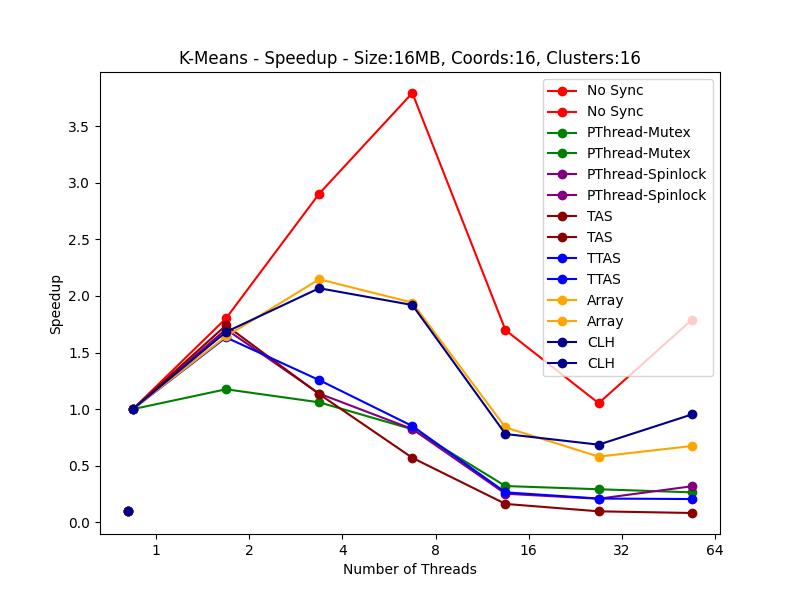 K-Means - Speedup - Size:16MB, Coords:16, Clusters:16
No Sync
No Sync
PThread-Mutex
PThread-Mutex
PThread-Spinlock
PThread-Spinlock
TAS
TAS
TTAS
TTAS
Array
Array
CLH
CLH
Speedup
3.5
3.0
2.5
2.0
1.5
1.0
0.5
0.0
1 2 4 8 16 32 64
Number of Threads